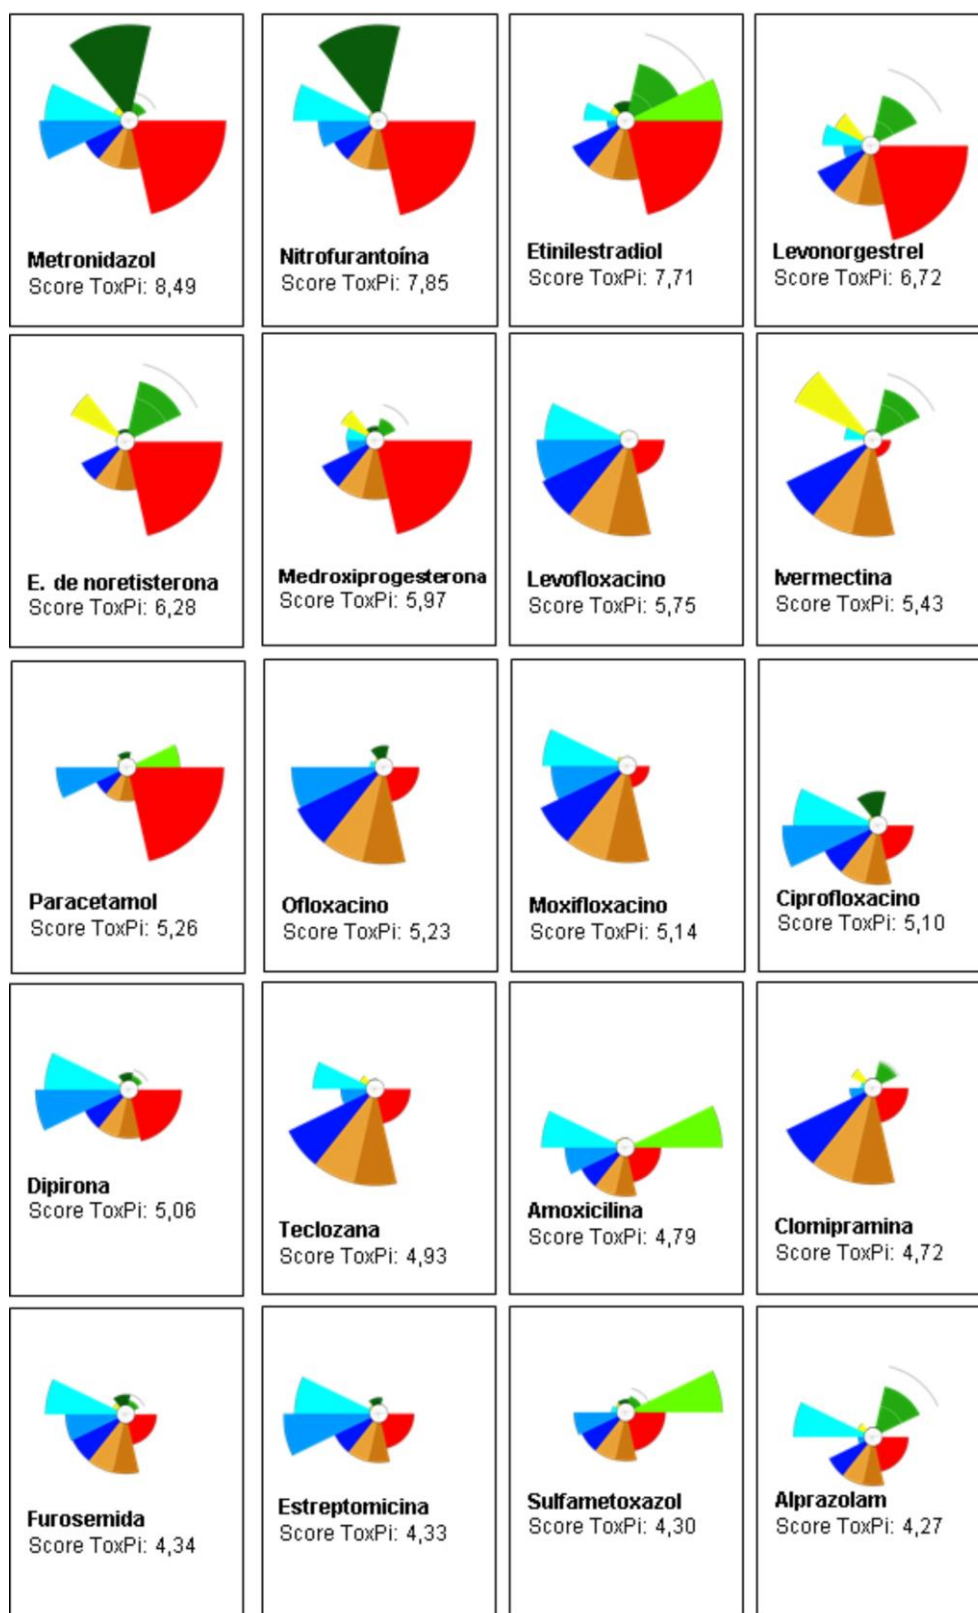 Metronidazol
Score ToxPi: 8,49
Nitrofurantoína
Score ToxPi: 7,85
Etinilestradiol
Score ToxPi: 7,71
Levonorgestrel
Score ToxPi: 6,72
E. de noretisterona
Score ToxPi: 6,28
Medroxiprogesterona
Score ToxPi: 5,97
Levofloxacino
Score ToxPi: 5,75
Ivermectina
Score ToxPi: 5,43
Paracetamol
Score ToxPi: 5,26
Ofloxacino
Score ToxPi: 5,23
Moxifloxacino
Score ToxPi: 5,14
Ciprofloxacino
Score ToxPi: 5,10
Dipirona
Score ToxPi: 5,06
Teclozana
Score ToxPi: 4,93
Amoxicilina
Score ToxPi: 4,79
Clomipramina
Score ToxPi: 4,72
Furosemida
Score ToxPi: 4,34
Estreptomicina
Score ToxPi: 4,33
Sulfametoxazol
Score ToxPi: 4,30
Alprazolam
Score ToxPi: 4,27